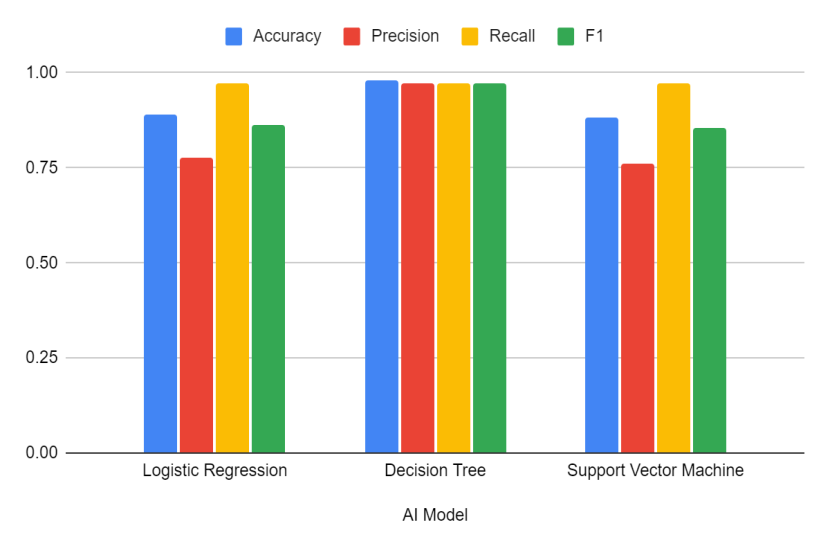 Accuracy Precision Recall F1
1.00
0.75
0.50
0.25
0.00
Logistic Regression Decision Tree Support Vector Machine
AI Model